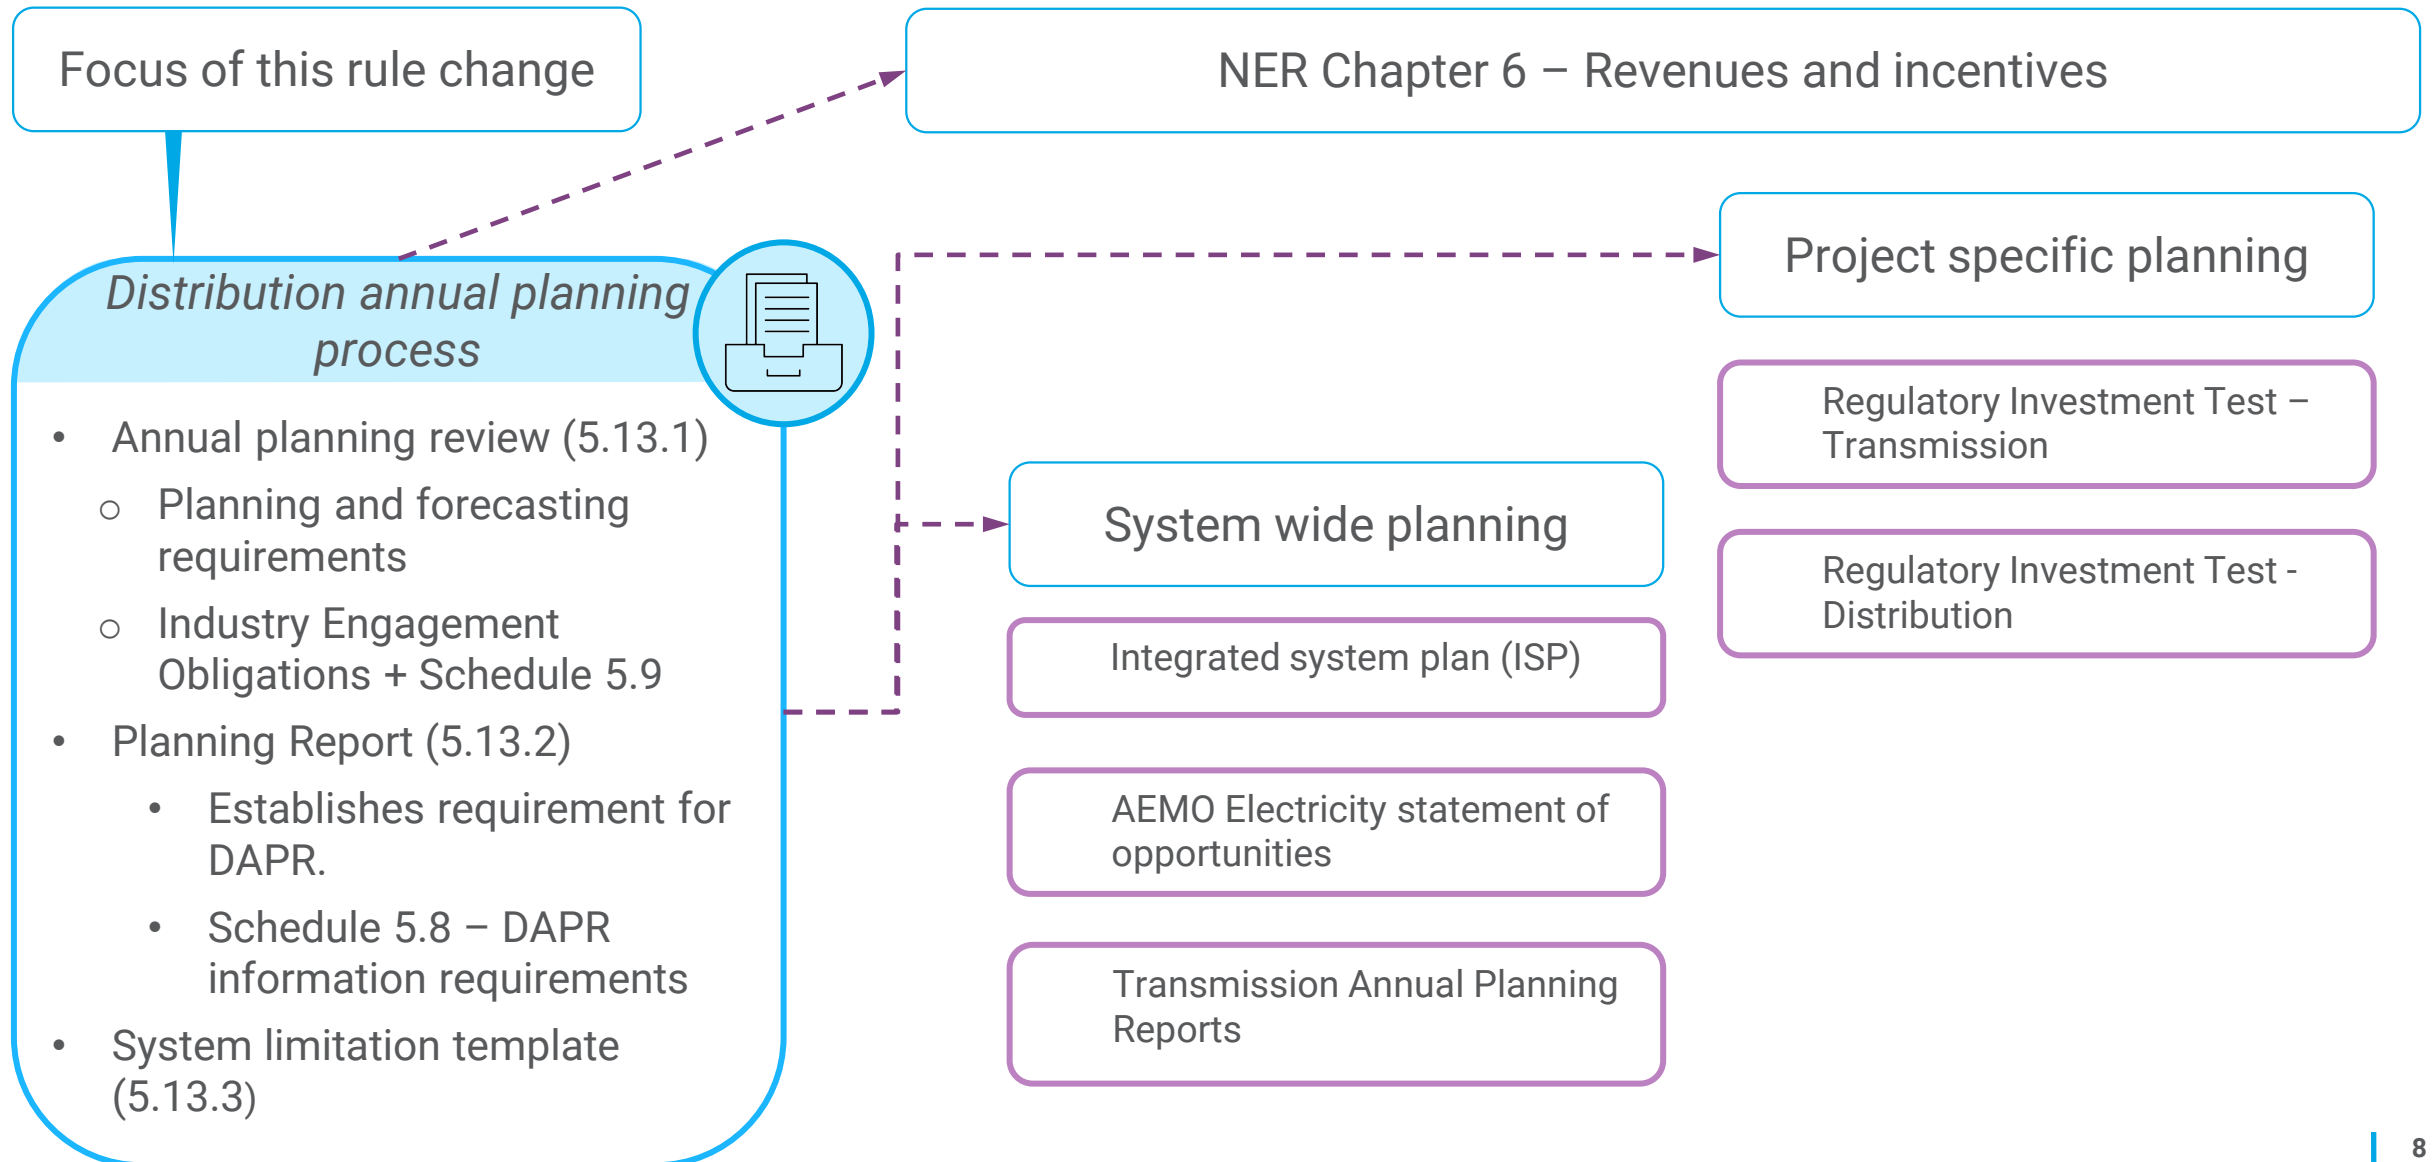 Focus of this rule change
NER Chapter 6 – Revenues and incentives
Distribution annual planning
process
• Annual planning review (5.13.1)
o Planning and forecasting
requirements
o Industry Engagement
Obligations + Schedule 5.9
• Planning Report (5.13.2)
• Establishes requirement for
DAPR.
• Schedule 5.8 – DAPR
information requirements
• System limitation template
(5.13.3)
System wide planning
Integrated system plan (ISP)
AEMO Electricity statement of
opportunities
Transmission Annual Planning
Reports
Project specific planning
Regulatory Investment Test –
Transmission
Regulatory Investment Test -
Distribution
8